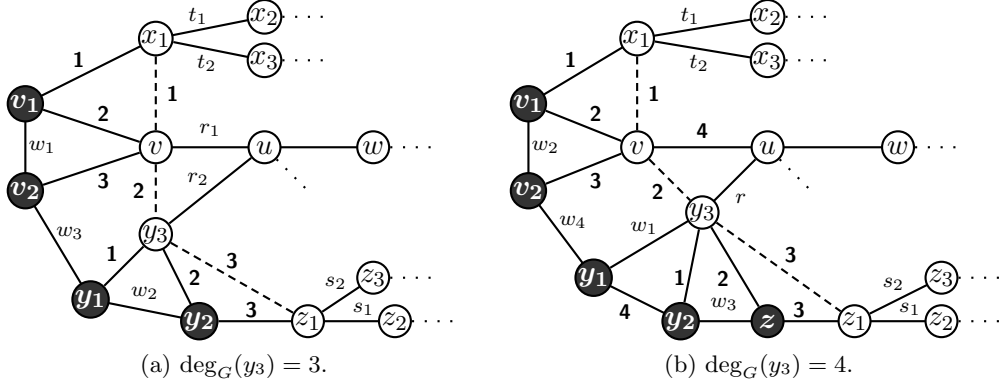 t₁ x₂ ····
x₁
t₂ x₃ ····
1
1
v₁
2
w₁
v r₁ u w ····
3
r₂
v₂
2
w₃
y₃
1
3
2
w₂
z₃ ····
s₂
y₁
y₂ 3 z₁ s₁ z₂ ····
(a) deg_G(y₃) = 3.
t₁ x₂ ····
x₁
t₂ x₃ ····
1
1
v₁
2
w₂
v 4 u w ····
3
v₂
2
r
w₄
y₃
w₁
3
1
2
z₃ ····
s₂
y₁
w₃
4
y₂ z 3 z₁ s₁ z₂ ····
(b) deg_G(y₃) = 4.